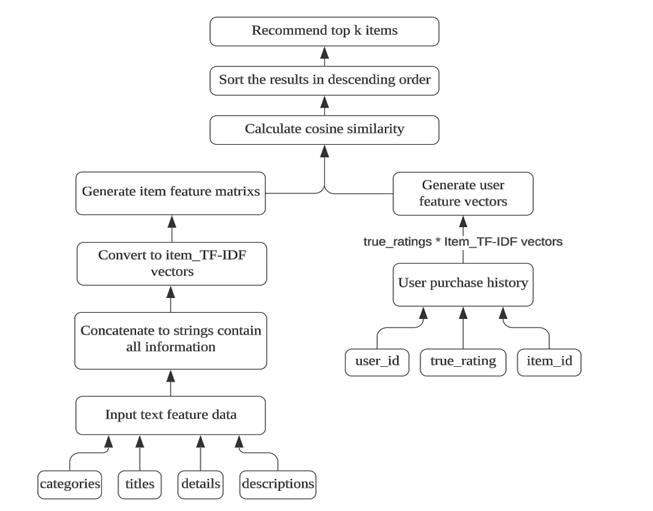 Recommend top k items
Sort the results in descending order
Calculate cosine similarity
Generate item feature matrixs
Generate user
feature vectors
Convert to item_TF-IDF
vectors
true_ratings * Item_TF-IDF vectors
User purchase history
Concatenate to strings contain
all information
user_id
true_rating
item_id
Input text feature data
categories
titles
details
descriptions